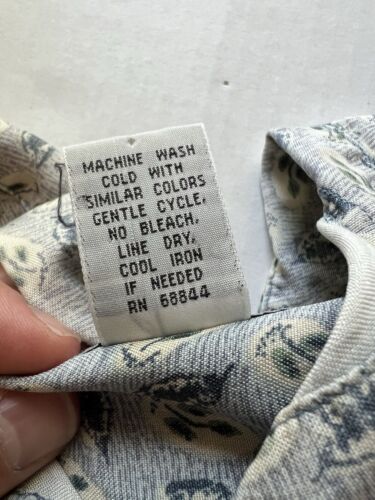 MACHINE WASH
COLD WITH
SIMILAR COLORS
GENTLE CYCLE,
NO BLEACH,
LINE DRY,
COOL IRON
IF NEEDED
RN 68844